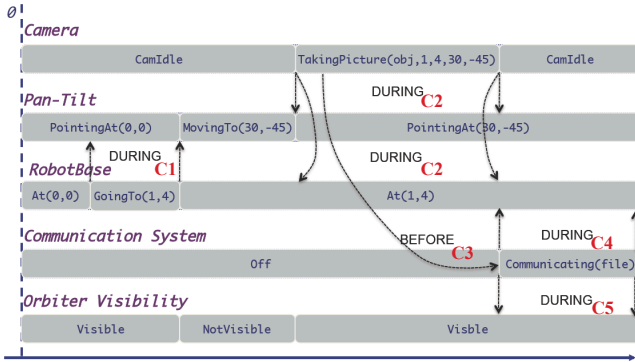 0
Camera
CamIdle TakingPicture(obj,1,4,30,-45) CamIdle
DURING C2
Pan-Tilt
PointingAt(0,0) MovingTo(30,-45) PointingAt(30,-45)
DURING C1 DURING C2
RobotBase
At(0,0) GoingTo(1,4) At(1,4)
Communication System
BEFORE C3 DURING C4
Off Communicating(file)
Orbiter Visibility
DURING C5
Visible NotVisible Visble